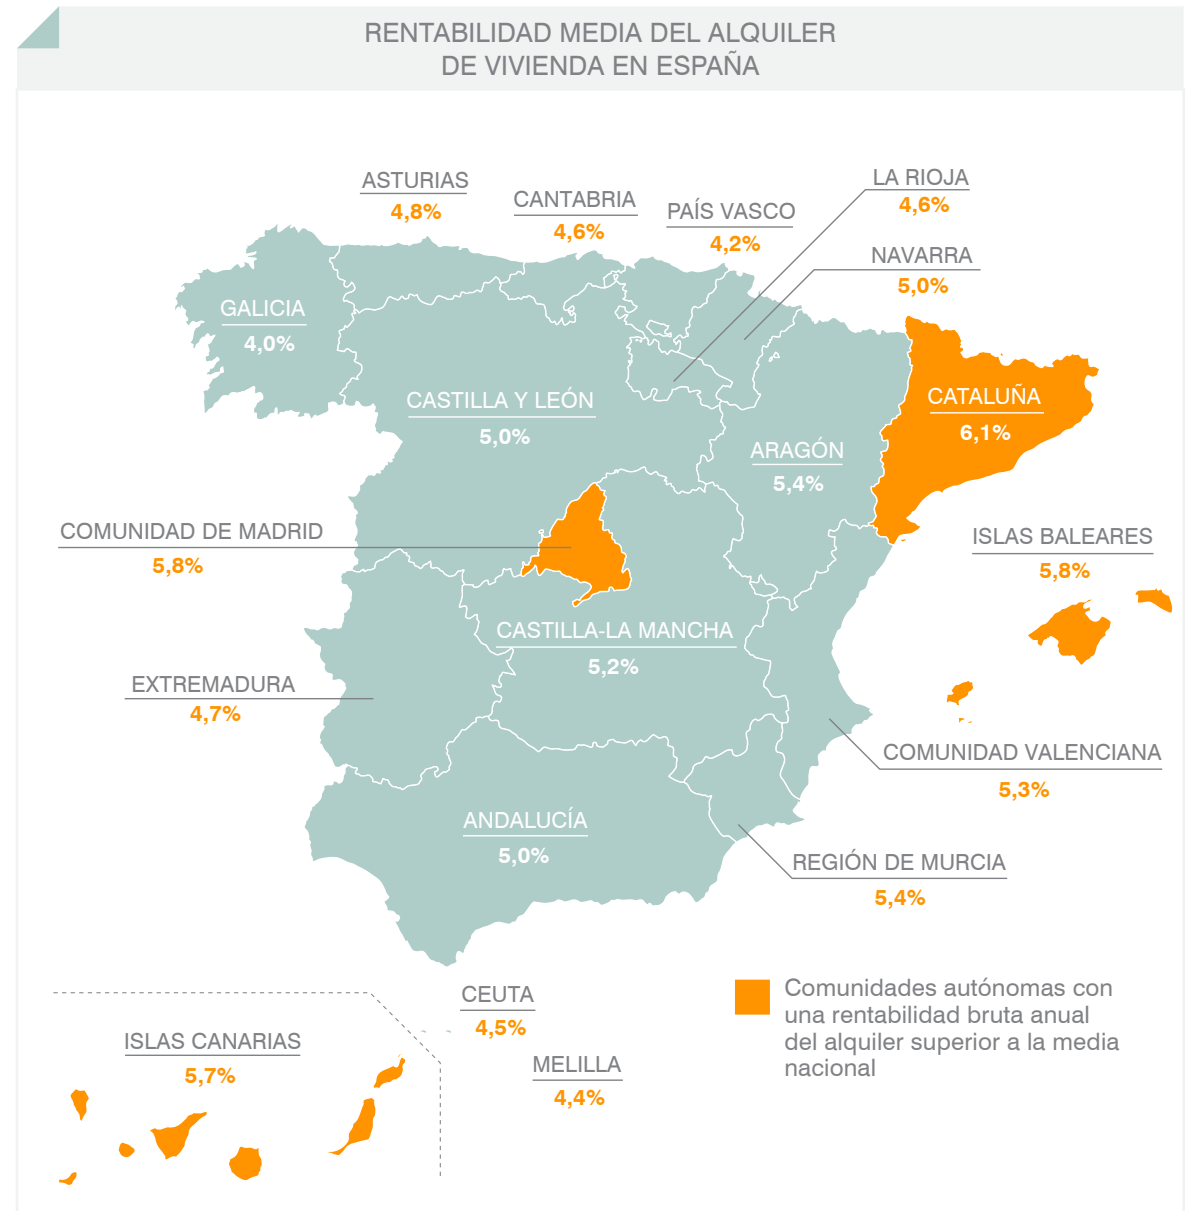 RENTABILIDAD MEDIA DEL ALQUILER
DE VIVIENDA EN ESPAÑA
ASTURIAS
4,8%
CANTABRIA
4,6%
PAÍS VASCO
4,2%
LA RIOJA
4,6%
NAVARRA
5,0%
GALICIA
4,0%
CASTILLA Y LEÓN
5,0%
ARAGÓN
5,4%
CATALUÑA
6,1%
COMUNIDAD DE MADRID
5,8%
ISLAS BALEARES
5,8%
CASTILLA-LA MANCHA
5,2%
EXTREMADURA
4,7%
COMUNIDAD VALENCIANA
5,3%
ANDALUCÍA
5,0%
REGIÓN DE MURCIA
5,4%
CEUTA
4,5%
MELILLA
4,4%
ISLAS CANARIAS
5,7%
Comunidades autónomas con
una rentabilidad bruta anual
del alquiler superior a la media
nacional